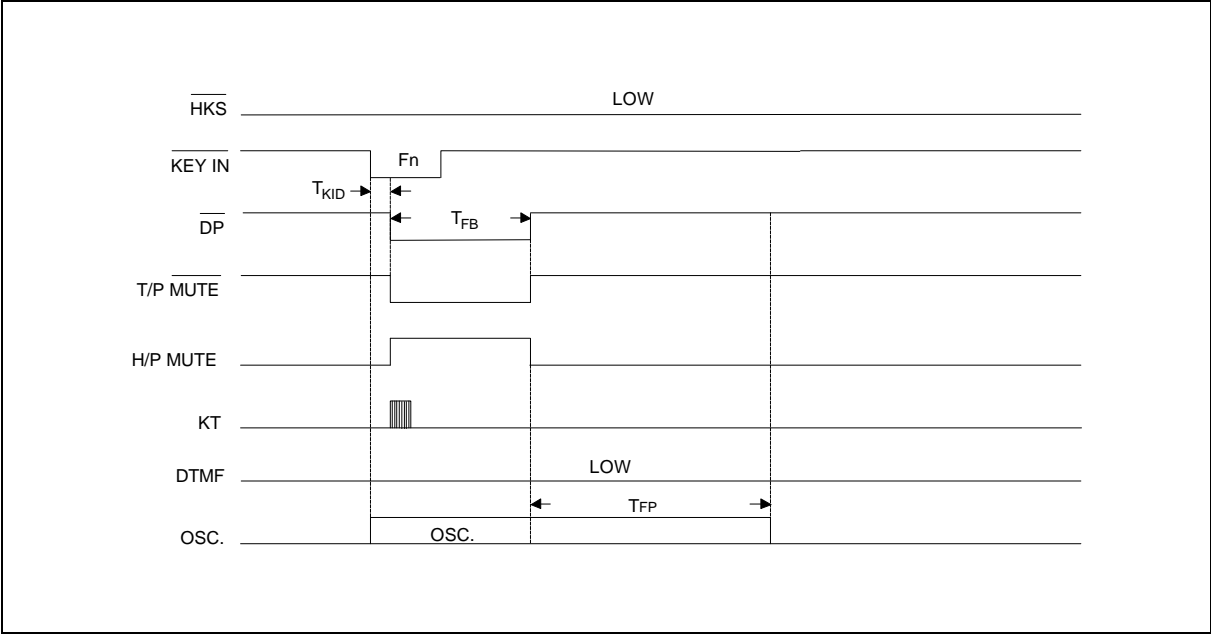 HKS
LOW
KEY IN
Fn
TKID
DP
TFB
T/P MUTE
H/P MUTE
KT
DTMF
LOW
TFP
OSC.
OSC.